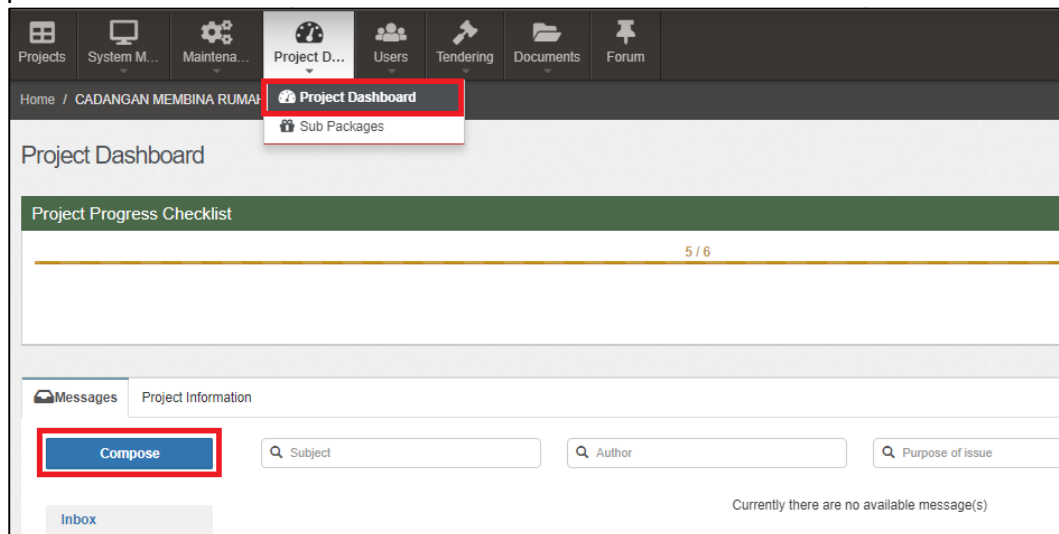 Projects System M... Maintena... Project D... Users Tendering Documents Forum
Home / CADANGAN MEMBINA RUMAH
Project Dashboard
Sub Packages
Project Dashboard
Project Progress Checklist
5 / 6
Messages Project Information
Compose Subject Author Purpose of issue
Currently there are no available message(s)
Inbox